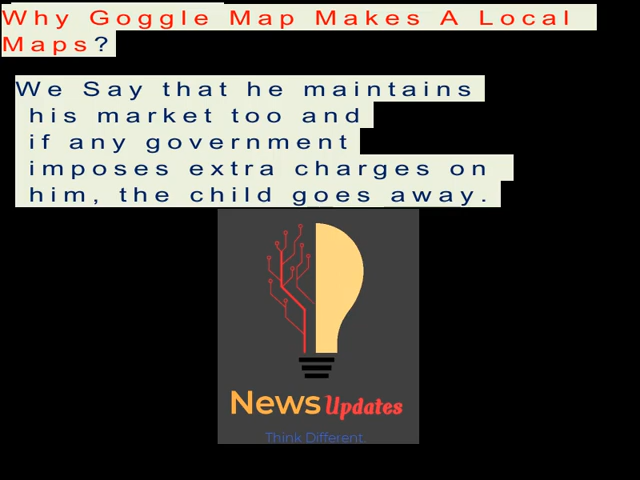 Why Goggle Map Makes A Local
Maps?
We Say that he maintains
his market too and
if any government
imposes extra charges on
him, the child goes away.
News Updates
Think Different.